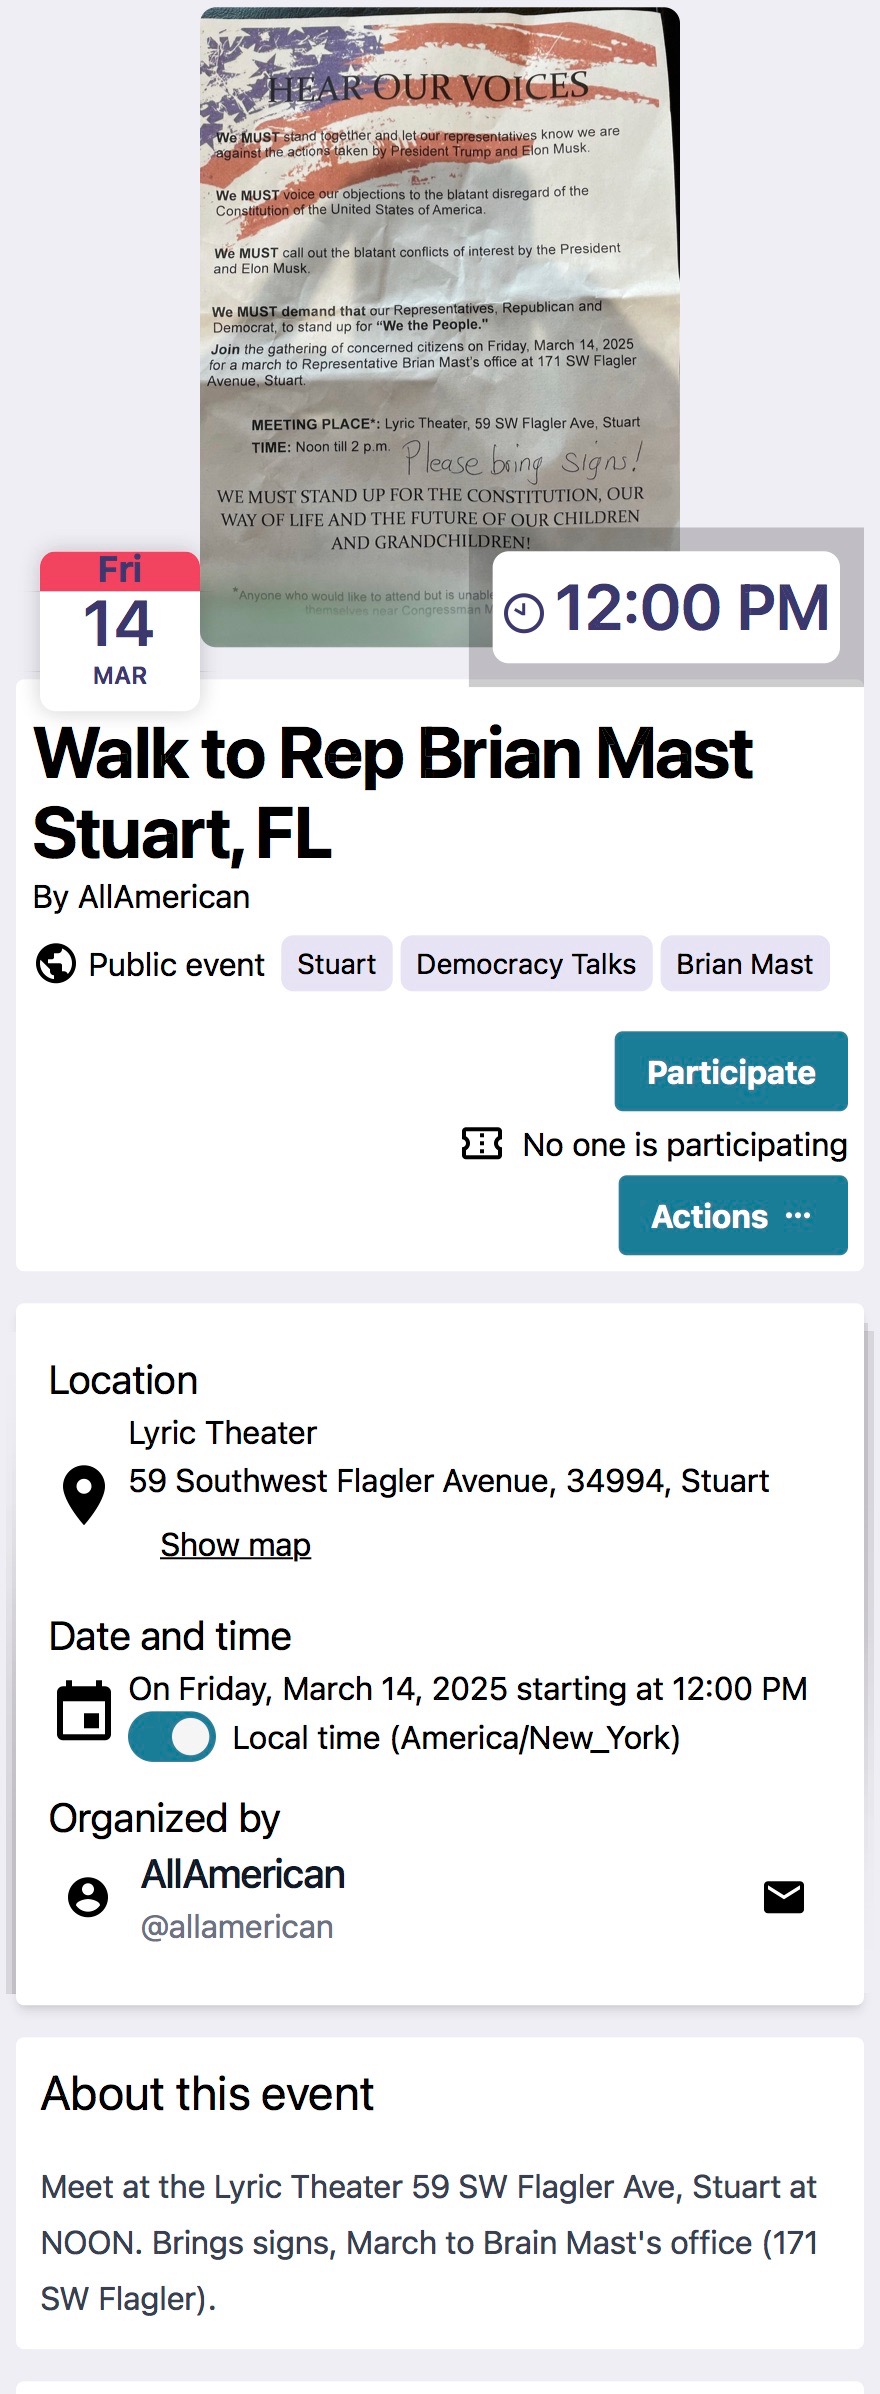 HEAR OUR VOICES
We MUST stand together and let our representatives know we are
against the actions taken by President Trump and Elon Musk.
We MUST voice our objections to the blatant disregard of the
Constitution of the United States of America.
We MUST call out the blatant conflicts of interest by the President
and Elon Musk.
We MUST demand that our Representatives, Republican and
Democrat, to stand up for “We the People."
Join the gathering of concerned citizens on Friday, March 14, 2025
for a march to Representative Brian Mast's office at 171 SW Flagler
Avenue, Stuart.
MEETING PLACE*: Lyric Theater, 59 SW Flagler Ave, Stuart
TIME: Noon till 2 p.m. Please bring signs!
WE MUST STAND UP FOR THE CONSTITUTION, OUR
WAY OF LIFE AND THE FUTURE OF OUR CHILDREN
AND GRANDCHILDREN!
*Anyone who would like to attend but is
themselves near Congressman
Fri
14
MAR
12:00 PM
Walk to Rep Brian Mast
Stuart, FL
By AllAmerican
Public event Stuart Democracy Talks Brian Mast
Participate
No one is participating
Actions ···
Location
Lyric Theater
59 Southwest Flagler Avenue, 34994, Stuart
Show map
Date and time
On Friday, March 14, 2025 starting at 12:00 PM
Local time (America/New_York)
Organized by
AllAmerican
@allamerican
About this event
Meet at the Lyric Theater 59 SW Flagler Ave, Stuart at
NOON. Brings signs, March to Brain Mast's office (171
SW Flagler).